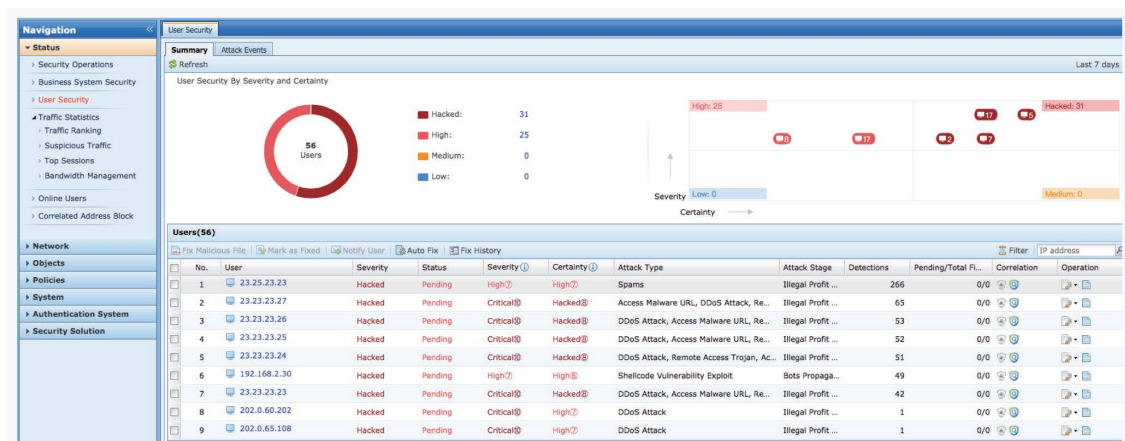 Navigation
Status
Security Operations
Business System Security
User Security
Traffic Statistics
Traffic Ranking
Suspicious Traffic
Top Sessions
Bandwidth Management
Online Users
Correlated Address Block
Network
Objects
Policies
System
Authentication System
Security Solution
User Security
Summary Attack Events
Refresh Last 7 days
User Security By Severity and Certainty
56
Users
Hacked: 31
High: 25
Medium: 0
Low: 0
High: 25 Hacked: 31
17 5
8 17 2 7
Severity
Low: 0 Medium: 0
Certainty
Users(56)
Fix Malicious File Mark as Fixed Notify User Auto Fix Fix History Filter IP address
No. User Severity Status Severity Certainty Attack Type Attack Stage Detections Pending/Total Fi... Correlation Operation
1 23.25.23.23 Hacked Pending High⑦ High⑦ Spams Illegal Profit ... 266 0/0
2 23.23.23.27 Hacked Pending Critical⑩ Hacked⑧ Access Malware URL, DDoS Attack, Re... Illegal Profit ... 65 0/0
3 23.23.23.26 Hacked Pending Critical⑩ Hacked⑧ DDoS Attack, Access Malware URL, Re... Illegal Profit ... 53 0/0
4 23.23.23.25 Hacked Pending Critical⑩ Hacked⑧ DDoS Attack, Access Malware URL, Re... Illegal Profit ... 52 0/0
5 23.23.23.24 Hacked Pending Critical⑩ Hacked⑧ DDoS Attack, Remote Access Trojan, Ac... Illegal Profit ... 51 0/0
6 192.168.2.30 Hacked Pending High⑦ High Shellcode Vulnerability Exploit Bots Propaga... 49 0/0
7 23.23.23.23 Hacked Pending Critical⑩ Hacked⑧ DDoS Attack, Access Malware URL, Re... Illegal Profit ... 42 0/0
8 202.0.60.202 Hacked Pending Critical⑩ High⑦ DDoS Attack Illegal Profit ... 1 0/0
9 202.0.65.108 Hacked Pending Critical⑩ High⑦ DDoS Attack Illegal Profit ... 1 0/0